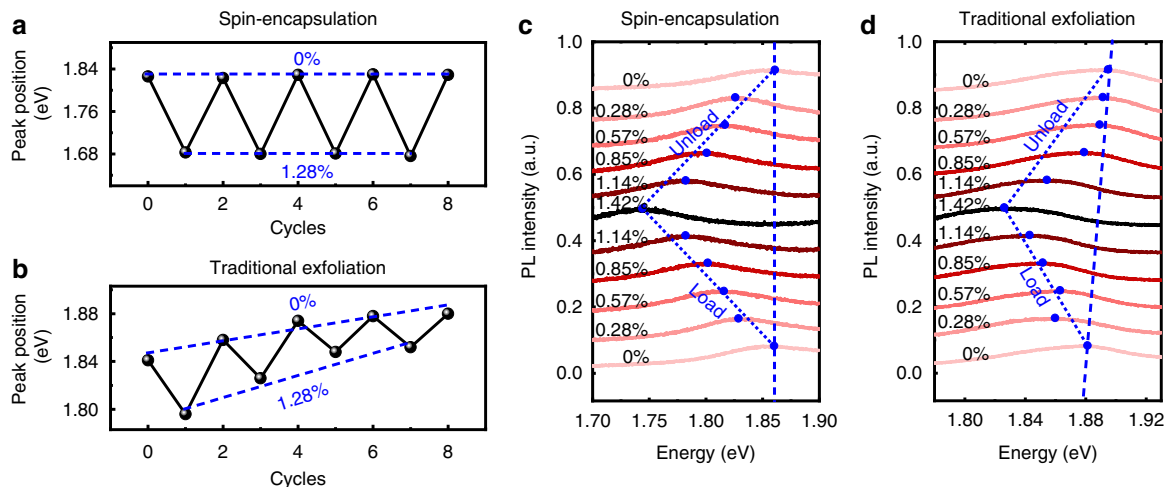 a
Spin-encapsulation
Peak position
(eV)
1.84
1.68
0%
1.28%
0 2 4 6 8
Cycles
b
Traditional exfoliation
Peak position
(eV)
1.88
1.84
1.80
0%
1.28%
0 2 4 6 8
Cycles
c
Spin-encapsulation
PL intensity (a.u.)
1.0
0.8
0.6
0.4
0.2
0.0
0%
0.28%
0.57%
0.85%
1.14%
1.42%
1.14%
0.85%
0.57%
0.28%
0%
Unload
Load
1.70 1.75 1.80 1.85 1.90
Energy (eV)
d
Traditional exfoliation
PL intensity (a.u.)
1.0
0.8
0.6
0.4
0.2
0.0
0%
0.28%
0.57%
0.85%
1.14%
1.42%
1.14%
0.85%
0.57%
0.28%
0%
Unload
Load
1.80 1.84 1.88 1.92
Energy (eV)